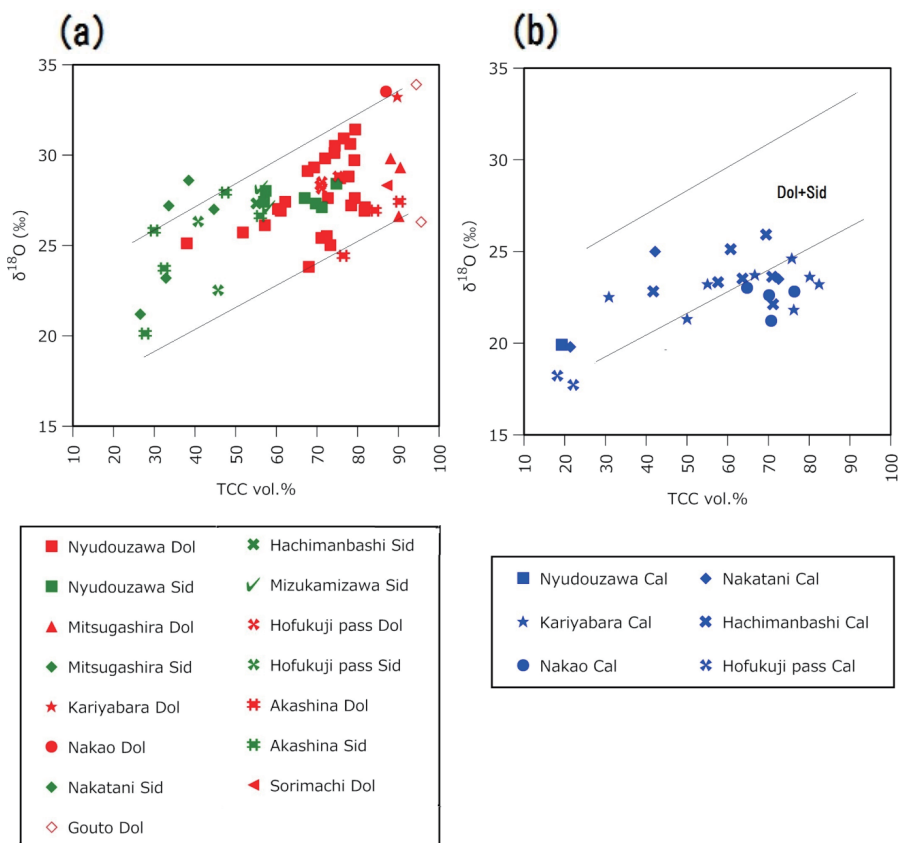 (a)
35
30
25
20
15
δ18O (‰)
10 20 30 40 50 60 70 80 90 100
TCC vol.%
(b)
35
30
25
20
15
δ18O (‰)
Dol+Sid
10 20 30 40 50 60 70 80 90 100
TCC vol.%
Nyudouzawa Dol
Nyudouzawa Sid
Mitsugashira Dol
Mitsugashira Sid
Kariyabara Dol
Nakao Dol
Nakatani Sid
Gouto Dol
Hachimanbashi Sid
Mizukamizawa Sid
Hofukuji pass Dol
Hofukuji pass Sid
Akashina Dol
Akashina Sid
Sorimachi Dol
Nyudouzawa Cal
Kariyabara Cal
Nakao Cal
Nakatani Cal
Hachimanbashi Cal
Hofukuji pass Cal